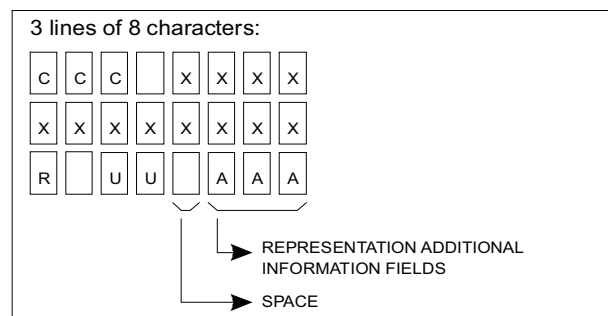 3 lines of 8 characters:
C C C X X X X
X X X X X X X X
R U U A A A
REPRESENTATION ADDITIONAL
INFORMATION FIELDS
SPACE